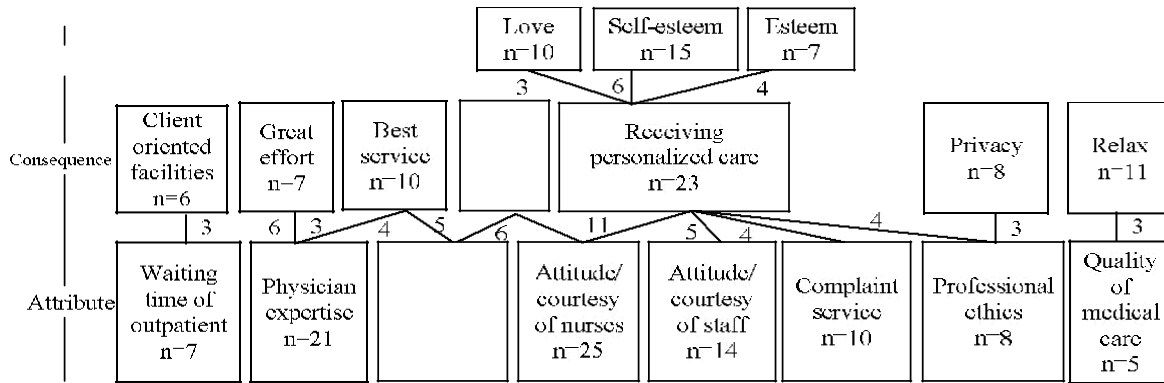 Love
n=10
Self-esteem
n=15
Esteem
n=7
3
6
4
Consequence
Client
oriented
facilities
n=6
Great
effort
n=7
Best
service
n=10
Receiving
personalized care
n=23
Privacy
n=8
Relax
n=11
3
6
3
4
5
6
11
5
4
4
3
3
Attribute
Waiting
time of
outpatient
n=7
Physician
expertise
n=21
Attitude/
courtesy
of nurses
n=25
Attitude/
courtesy
of staff
n=14
Complaint
service
n=10
Professional
ethics
n=8
Quality
of
medical
care
n=5